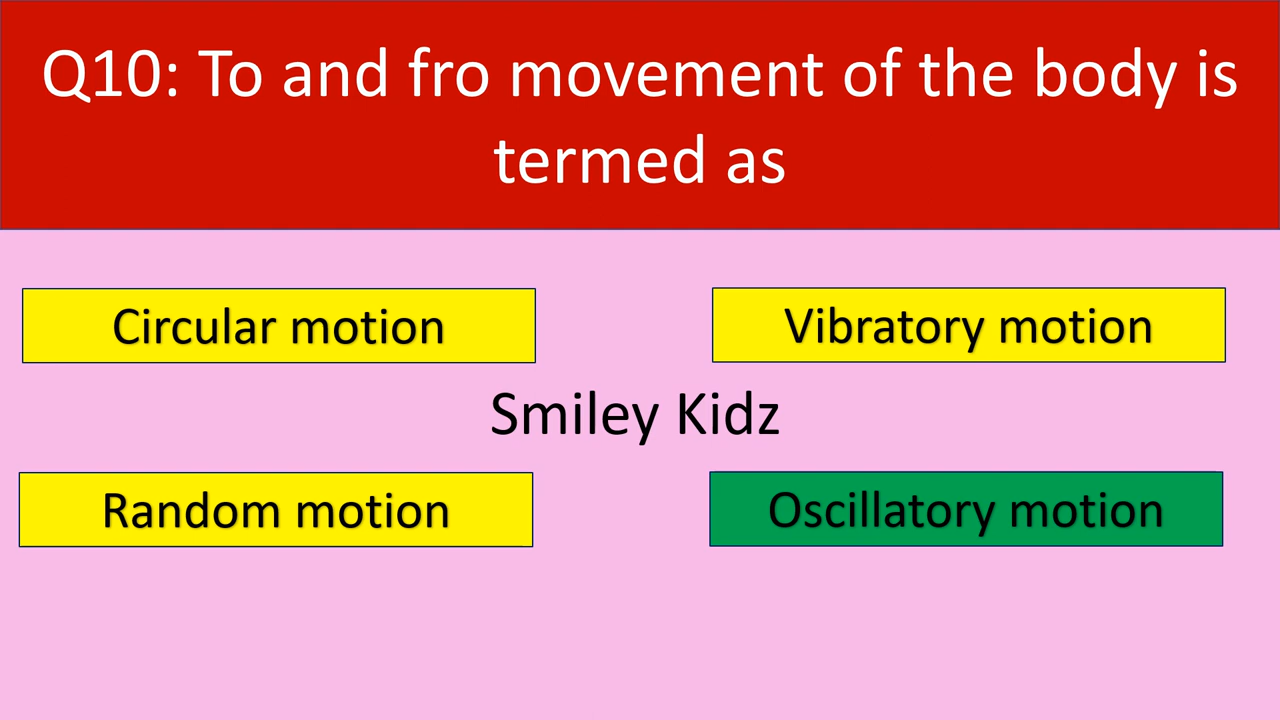 Q10: To and fro movement of the body is
termed as
Circular motion
Vibratory motion
Smiley Kidz
Random motion
Oscillatory motion